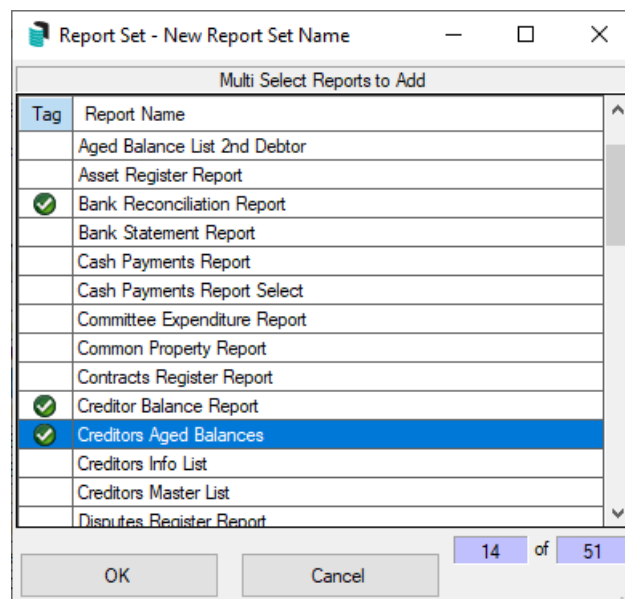 Report Set - New Report Set Name
Multi Select Reports to Add
Tag Report Name
Aged Balance List 2nd Debtor
Asset Register Report
Bank Reconciliation Report
Bank Statement Report
Cash Payments Report
Cash Payments Report Select
Committee Expenditure Report
Common Property Report
Contracts Register Report
Creditor Balance Report
Creditors Aged Balances
Creditors Info List
Creditors Master List
Disputes Register Report
14 of 51
OK Cancel